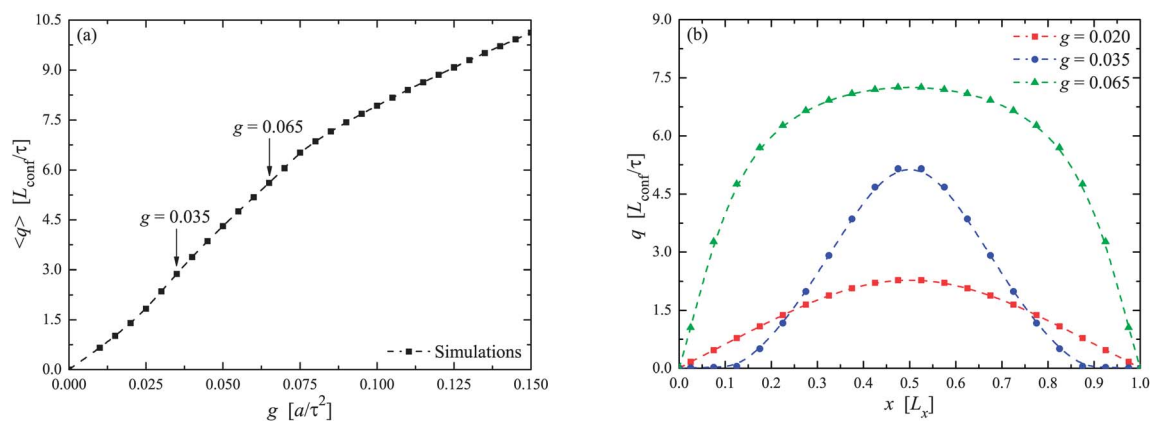 (a)
10.5
9.0
7.5
6.0
4.5
3.0
1.5
0.0
<q> [L_conf/τ]
g = 0.065
g = 0.035
Simulations
0.000 0.025 0.050 0.075 0.100 0.125 0.150
g [a/τ²]
(b)
9.0
7.5
6.0
4.5
3.0
1.5
0.0
q [L_conf/τ]
g = 0.020
g = 0.035
g = 0.065
0.0 0.1 0.2 0.3 0.4 0.5 0.6 0.7 0.8 0.9 1.0
x [L_x]